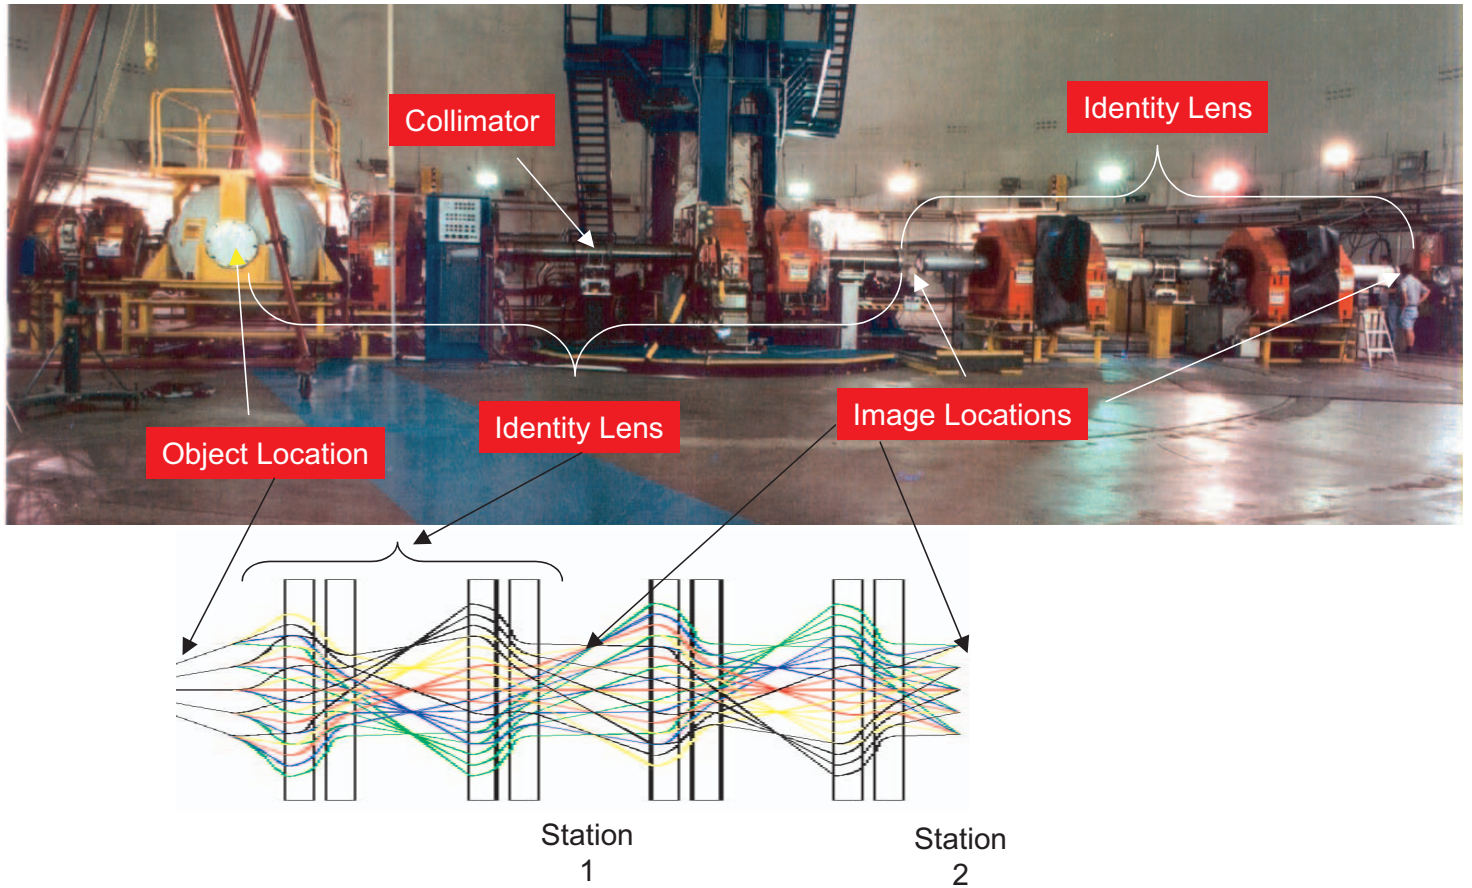 Identity Lens
Collimator
Image Locations
Identity Lens
Object Location
Station
1
Station
2